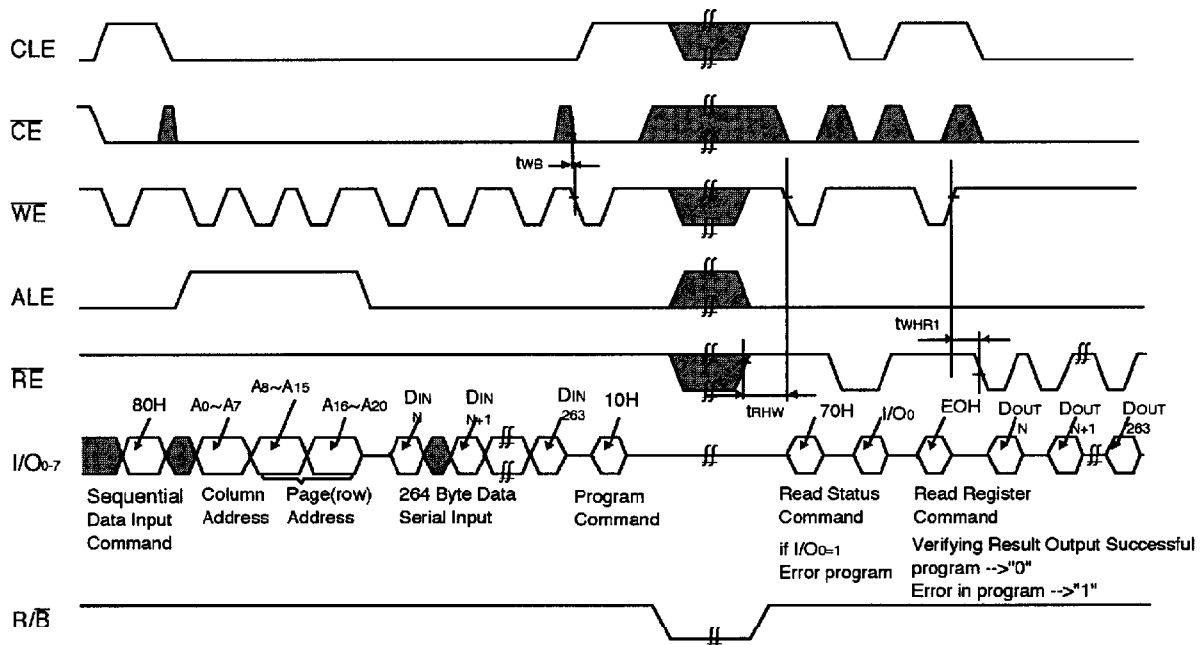 CLE
CE
tWB
WE
ALE
tWHR1
RE
tRHW
80H
A0~A7
A8~A15
A16~A20
DIN N
DIN N+1
DIN 263
10H
70H
I/O0
EOH
DOUT N
DOUT N+1
DOUT 263
I/O0-7
Sequential Data Input Command
Column Address
Page(row) Address
264 Byte Data Serial Input
Program Command
Read Status Command
if I/O0=1
Error program
Read Register Command
Verifying Result Output Successful
program -->"0"
Error in program -->"1"
R/B